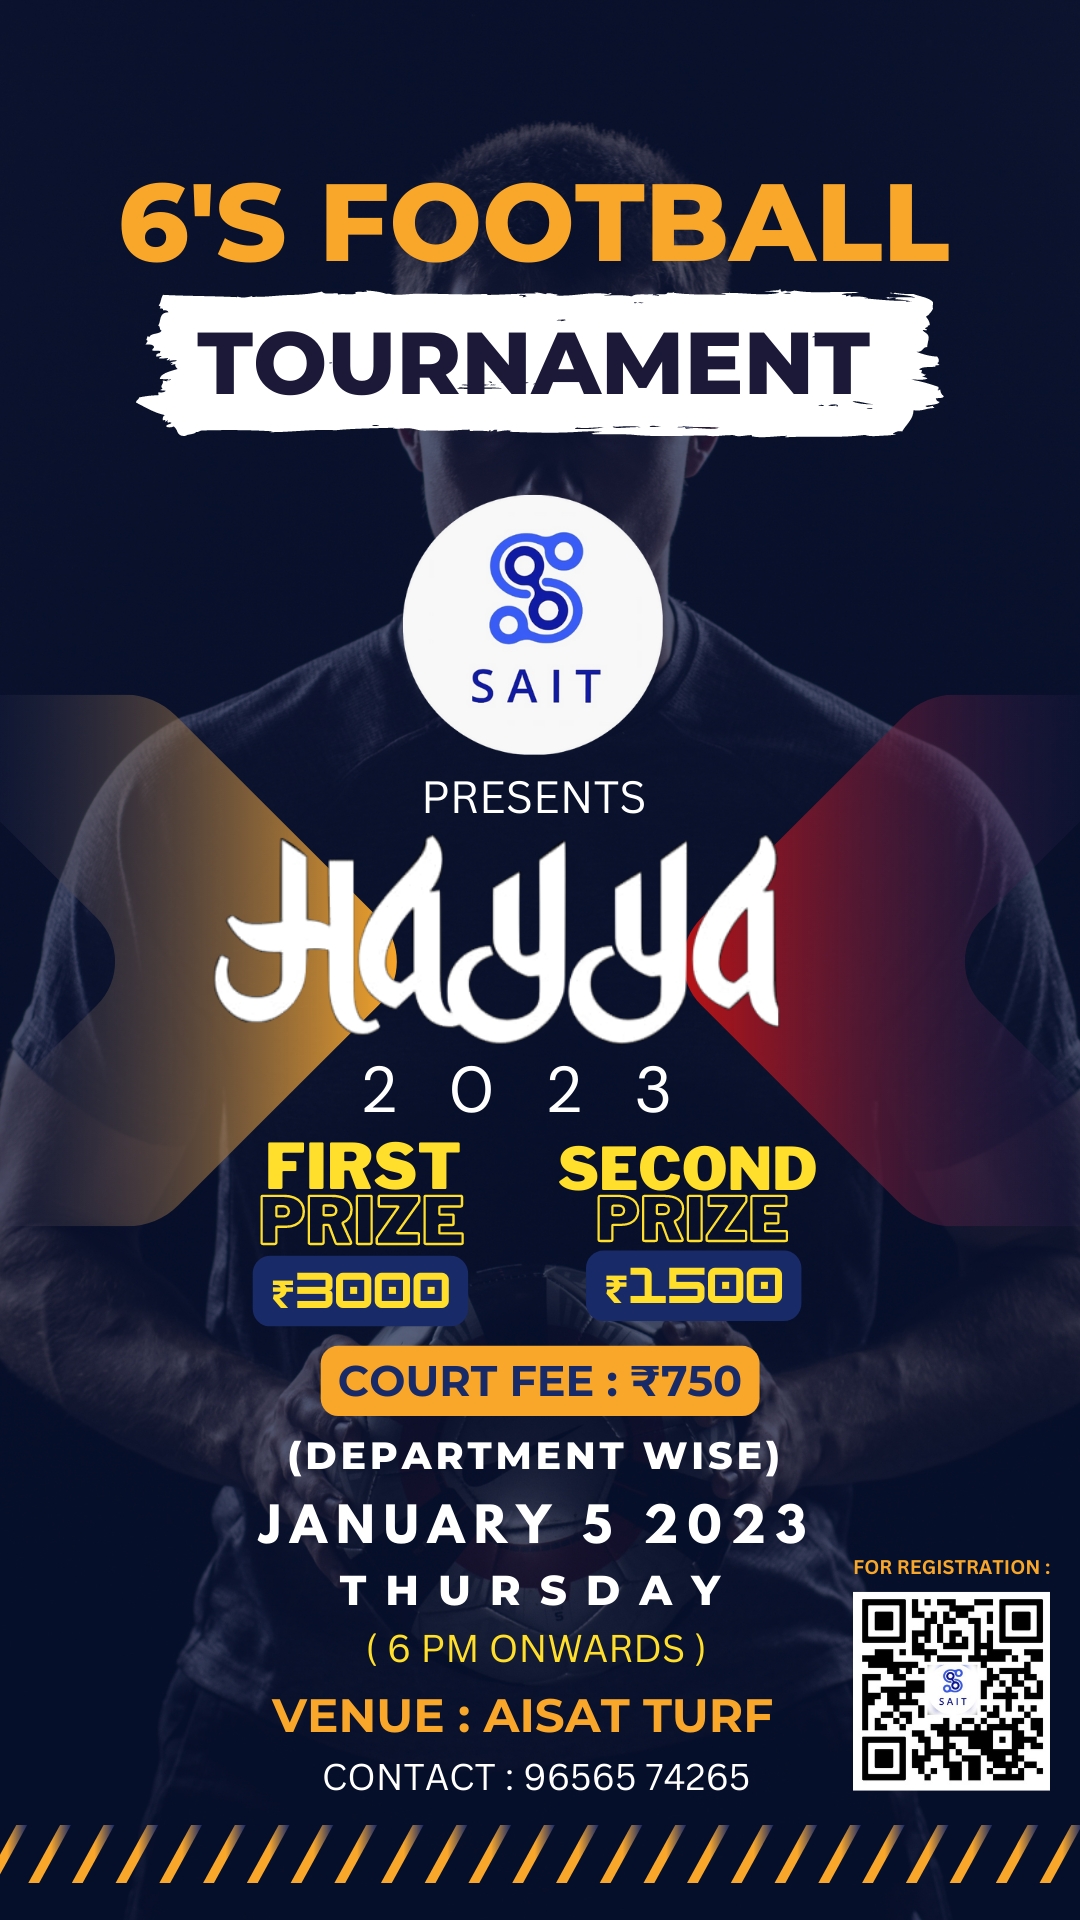 6'S FOOTBALL
TOURNAMENT
SAIT
PRESENTS
Hayya
2023
FIRST
PRIZE
₹3000
SECOND
PRIZE
₹1500
COURT FEE : ₹750
(DEPARTMENT WISE)
JANUARY 5 2023
THURSDAY
( 6 PM ONWARDS )
VENUE : AISAT TURF
CONTACT : 96565 74265
FOR REGISTRATION :
SAIT